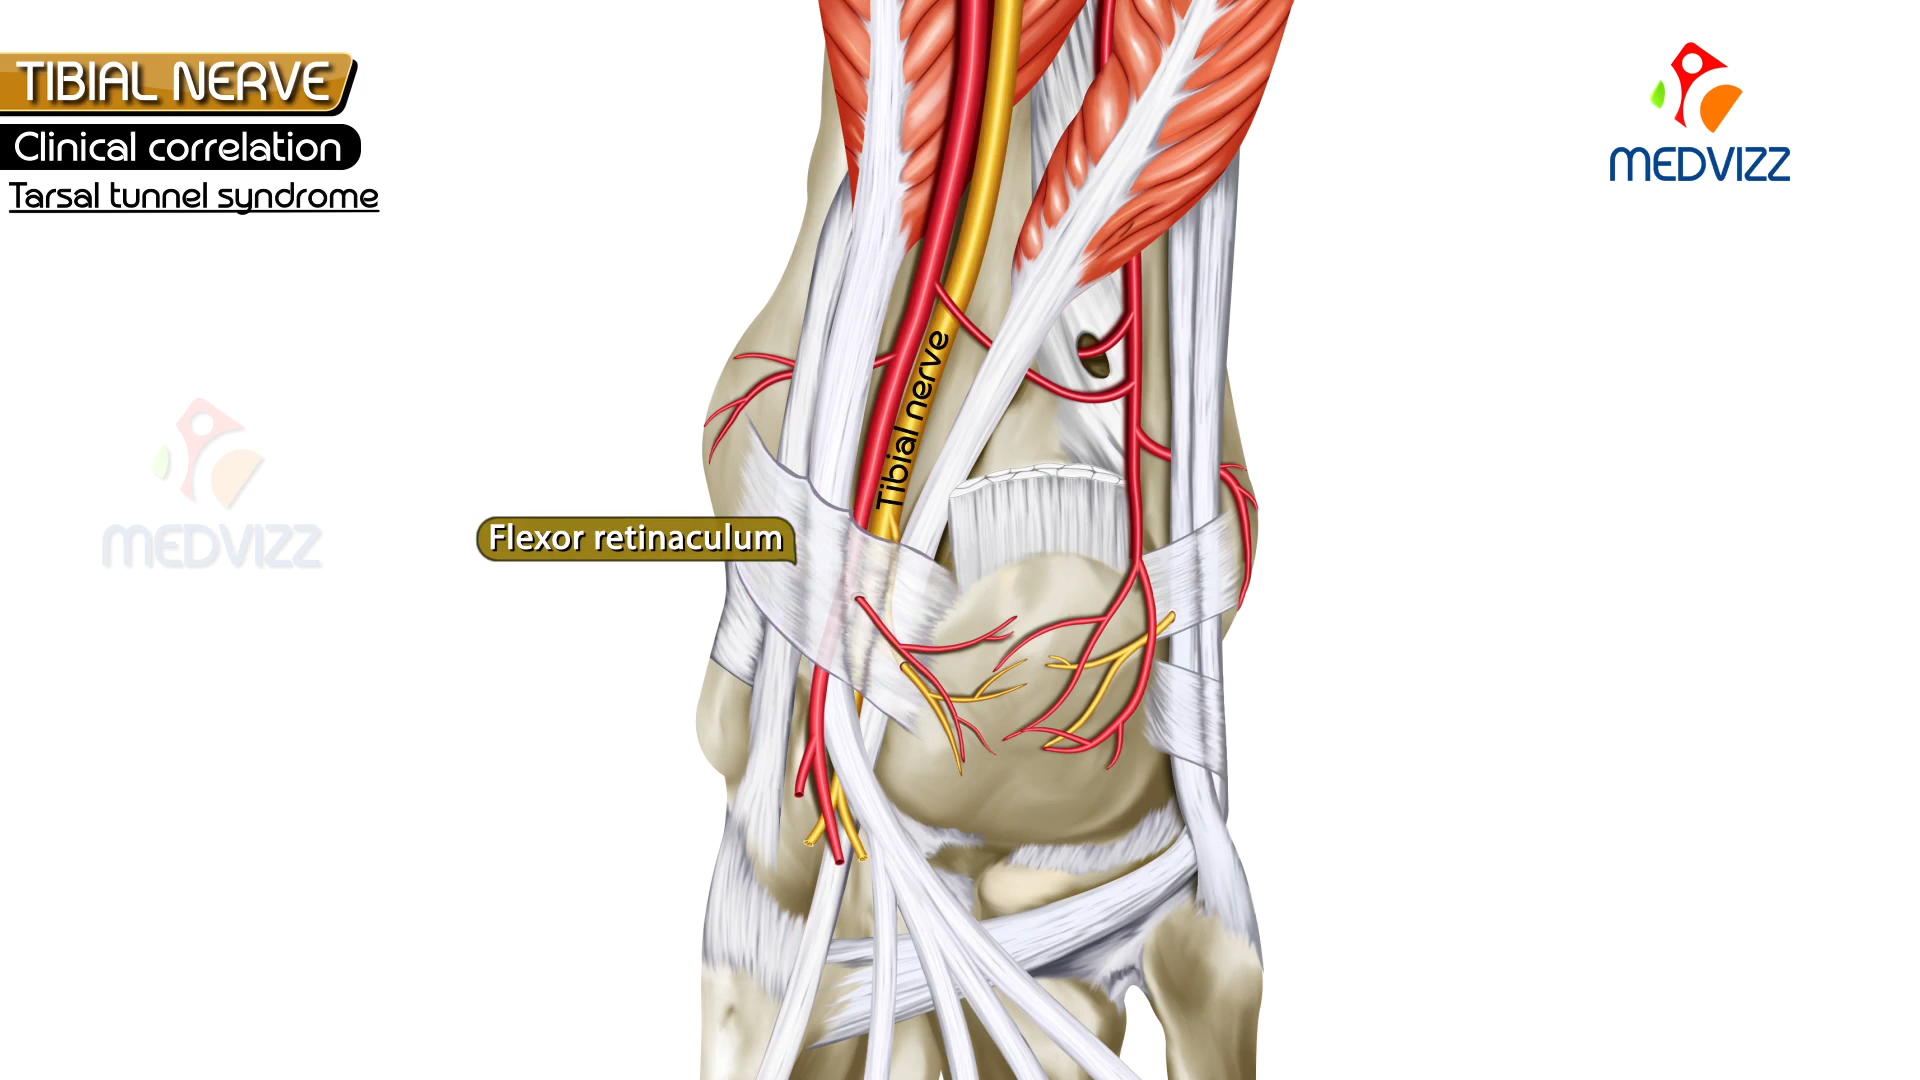 TIBIAL NERVE
Clinical correlation
Tarsal tunnel syndrome
MEDVIZZ
Tibial nerve
MEDVIZZ
Flexor retinaculum